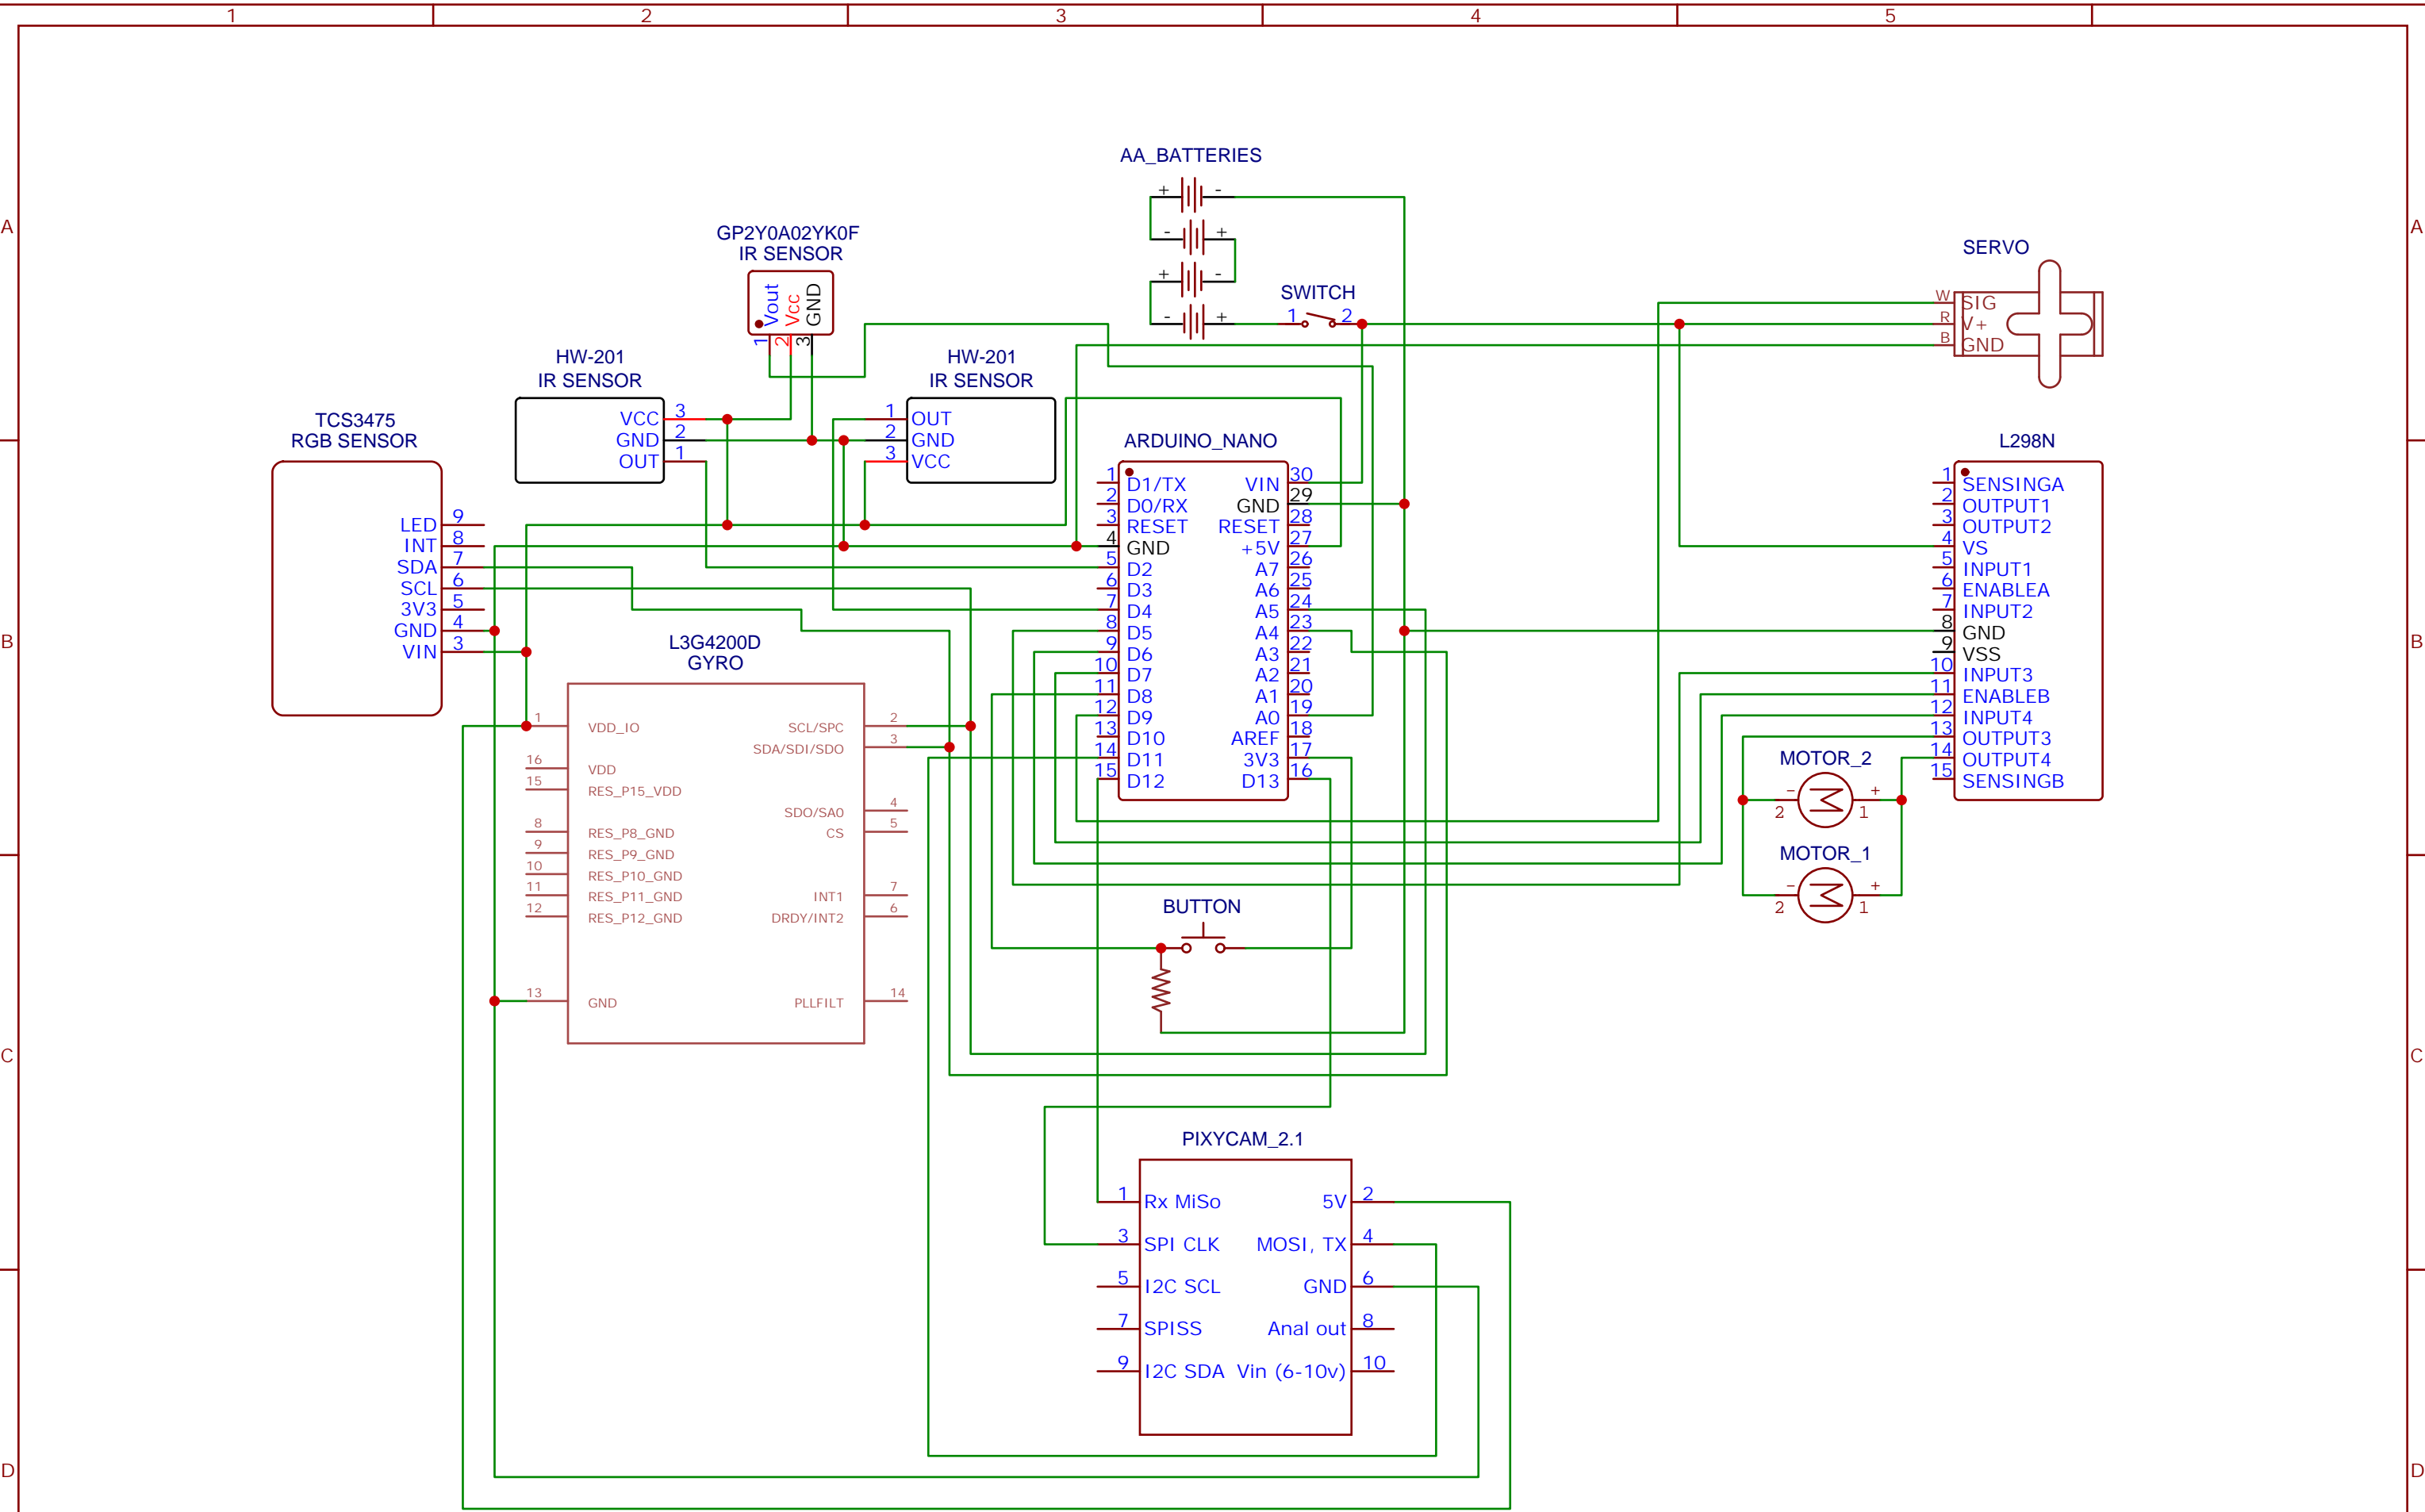 1 2 3 4 5
A A
B B
C C
D D
AA_BATTERIES
+ -
- +
+ -
- +
SWITCH
1 2
GP2Y0A02YK0F
IR SENSOR
Vout
Vcc
GND
1
2
3
HW-201
IR SENSOR
VCC 3
GND 2
OUT 1
HW-201
IR SENSOR
1 OUT
2 GND
3 VCC
SERVO
W SIG
R V+
B GND
TCS3475
RGB SENSOR
LED 9
INT 8
SDA 7
SCL 6
3V3 5
GND 4
VIN 3
ARDUINO_NANO
1 D1/TX VIN 30
2 D0/RX GND 29
3 RESET RESET 28
4 GND +5V 27
5 D2 A7 26
6 D3 A6 25
7 D4 A5 24
8 D5 A4 23
9 D6 A3 22
10 D7 A2 21
11 D8 A1 20
12 D9 A0 19
13 D10 AREF 18
14 D11 3V3 17
15 D12 D13 16
L298N
1 SENSINGA
2 OUTPUT1
3 OUTPUT2
4 VS
5 INPUT1
6 ENABLEA
7 INPUT2
8 GND
9 VSS
10 INPUT3
11 ENABLEB
12 INPUT4
13 OUTPUT3
14 OUTPUT4
15 SENSINGB
L3G4200D
GYRO
1 VDD_IO SCL/SPC 2
SDA/SDI/SDO 3
16 VDD
15 RES_P15_VDD
SDO/SA0 4
8 RES_P8_GND CS 5
9 RES_P9_GND
10 RES_P10_GND
11 RES_P11_GND INT1 7
12 RES_P12_GND DRDY/INT2 6
13 GND PLLFILT 14
MOTOR_2
- +
2 1
MOTOR_1
- +
2 1
BUTTON
PIXYCAM_2.1
1 Rx MiSo 5V 2
3 SPI CLK MOSI, TX 4
5 I2C SCL GND 6
7 SPISS Anal out 8
9 I2C SDA Vin (6-10v) 10